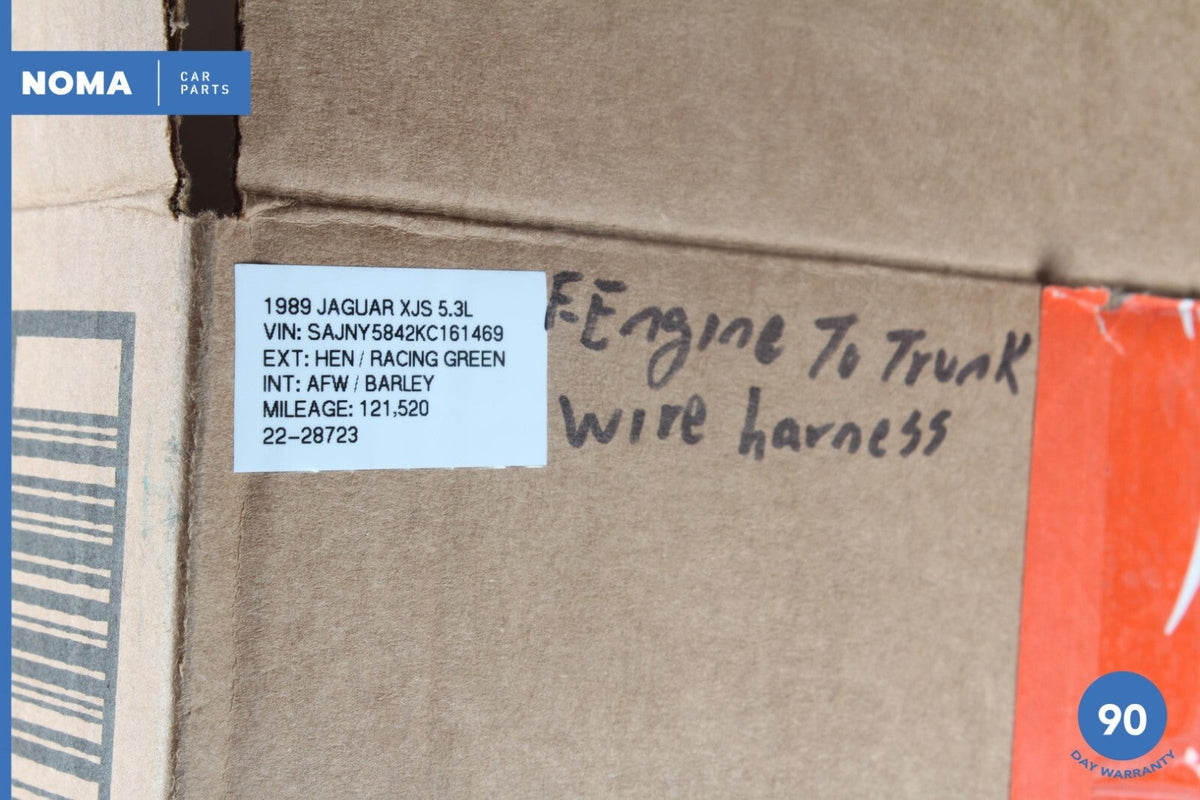 NOMA
CAR
PARTS
1989 JAGUAR XJS 5.3L
VIN: SAJNY5842KC161469
EXT: HEN / RACING GREEN
INT: AFW / BARLEY
MILEAGE: 121,520
22-28723
F-Engine To Trunk
wire harness
90
DAY WARRANTY